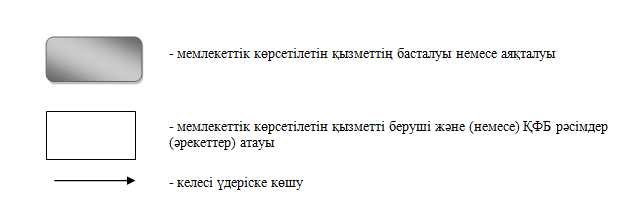 - мемлекеттік көрсетілетін қызметтің басталуы немесе аяқталуы
- мемлекеттік көрсетілетін қызметті беруші және (немесе) ҚФБ рәсімдер
(әрекеттер) атауы
- келесі үдеріске көшу